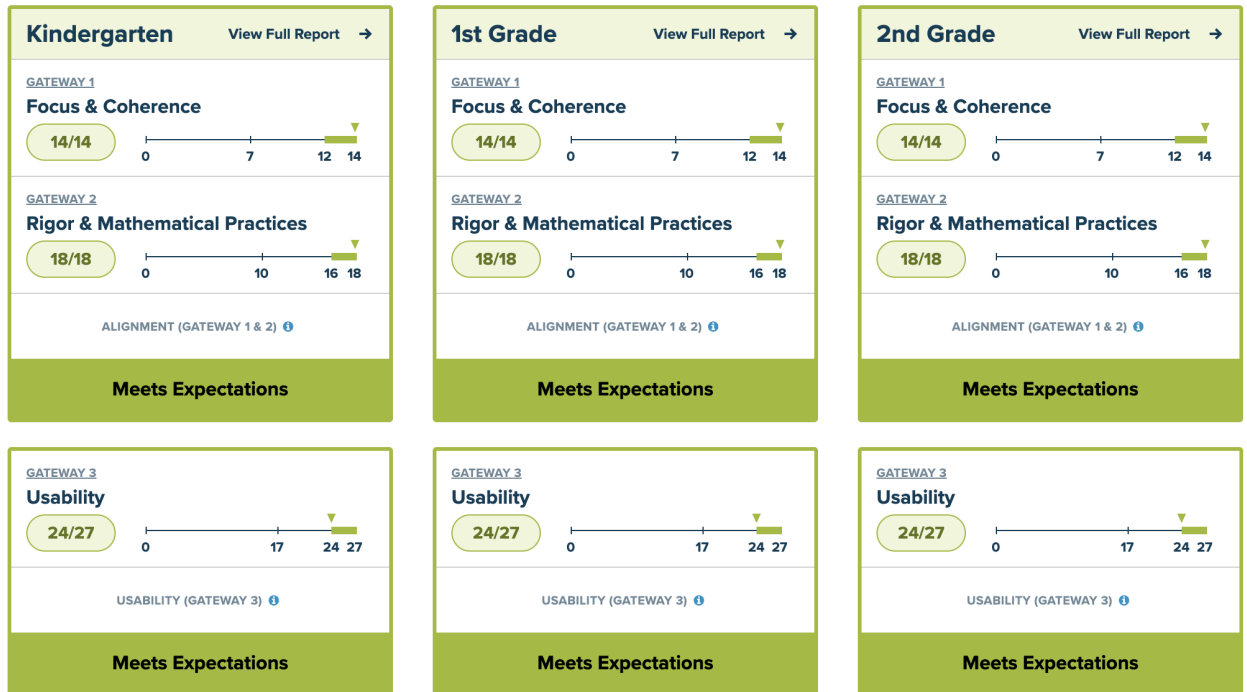 Kindergarten View Full Report →
GATEWAY 1
Focus & Coherence
14/14
0 7 12 14
GATEWAY 2
Rigor & Mathematical Practices
18/18
0 10 16 18
ALIGNMENT (GATEWAY 1 & 2) i
Meets Expectations
1st Grade View Full Report →
GATEWAY 1
Focus & Coherence
14/14
0 7 12 14
GATEWAY 2
Rigor & Mathematical Practices
18/18
0 10 16 18
ALIGNMENT (GATEWAY 1 & 2) i
Meets Expectations
2nd Grade View Full Report →
GATEWAY 1
Focus & Coherence
14/14
0 7 12 14
GATEWAY 2
Rigor & Mathematical Practices
18/18
0 10 16 18
ALIGNMENT (GATEWAY 1 & 2) i
Meets Expectations
GATEWAY 3
Usability
24/27
0 17 24 27
USABILITY (GATEWAY 3) i
Meets Expectations
GATEWAY 3
Usability
24/27
0 17 24 27
USABILITY (GATEWAY 3) i
Meets Expectations
GATEWAY 3
Usability
24/27
0 17 24 27
USABILITY (GATEWAY 3) i
Meets Expectations